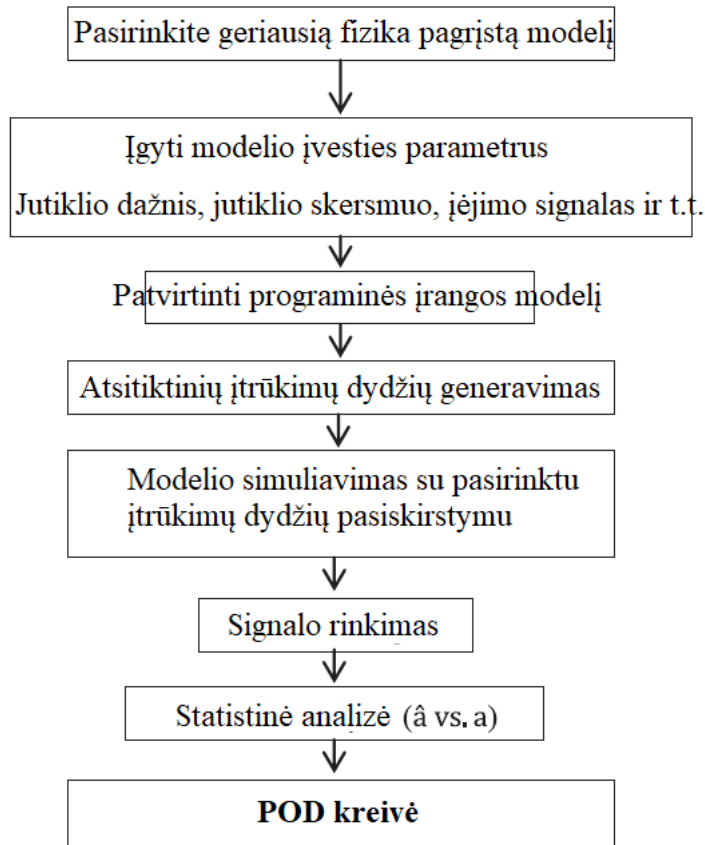 Pasirinkite geriausią fizika pagrįstą modelį
Įgyti modelio įvesties parametrus
Jutiklio dažnis, jutiklio skersmuo, įėjimo signalas ir t.t.
Patvirtinti programinės įrangos modelį
Atsitiktinių įtrūkimų dydžių generavimas
Modelio simuliavimas su pasirinktu
įtrūkimų dydžių pasiskirstymu
Signalo rinkimas
Statistinė analizė (â vs. a)
POD kreivė